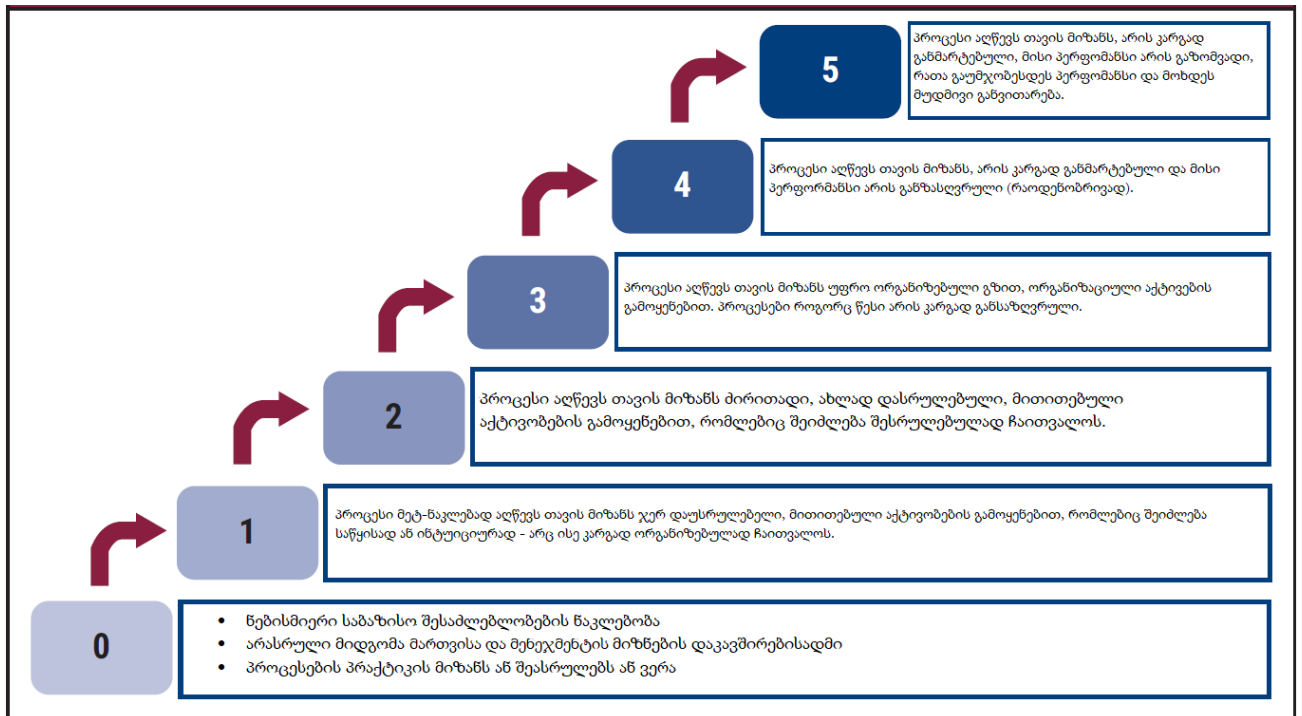 5
პროცესი აღწევს თავის მიზანს, არის კარგად
განმარტებული, მისი პერფომანსი არის გაზომვადი,
რათა გაუმჯობესდეს პერფომანსი და მოხდეს
მუდმივი განვითარება.
4
პროცესი აღწევს თავის მიზანს, არის კარგად განმარტებული და მისი
პერფორმანსი არის განზასღვრული (რაოდენობრივად).
3
პროცესი აღწევს თავის მიზანს უფრო ორგანიზებული გზით, ორგანიზაციული აქტივების
გამოყენებით. პროცესები როგორც წესი არის კარგად განსაზღვრული.
2
პროცესი აღწევს თავის მიზანს ძირითადი, ახლად დასრულებული, მითითებული
აქტივობების გამოყენებით, რომლებიც შეიძლება შესრულებულად ჩაითვალოს.
1
პროცესი მეტ-ნაკლებად აღწევს თავის მიზანს ჯერ დაუსრულებელი, მითითებული აქტივობების გამოყენებით, რომლებიც შეიძლება
საწყისად ან ინტუიციურად - არც ისე კარგად ორგანიზებულად ჩაითვალოს.
0
• წებისმიერი საბაზისო შესაძლებლობების ნაკლებობა
• არასრული მიდგომა მართვისა და მენეჯმენტის მიზნების დაკავშირებისადმი
• პროცესების პრაქტიკის მიზანს ან შეასრულებს ან ვერა